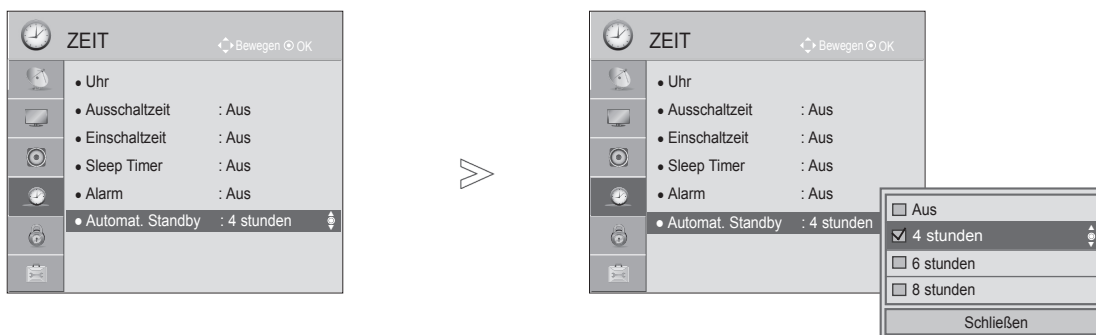 ZEIT Bewegen OK
• Uhr
• Ausschaltzeit : Aus
• Einschaltzeit : Aus
• Sleep Timer : Aus
• Alarm : Aus
• Automat. Standby : 4 stunden
ZEIT Bewegen OK
• Uhr
• Ausschaltzeit : Aus
• Einschaltzeit : Aus
• Sleep Timer : Aus
• Alarm : Aus
• Automat. Standby : 4 stunden
Aus
4 stunden
6 stunden
8 stunden
Schließen